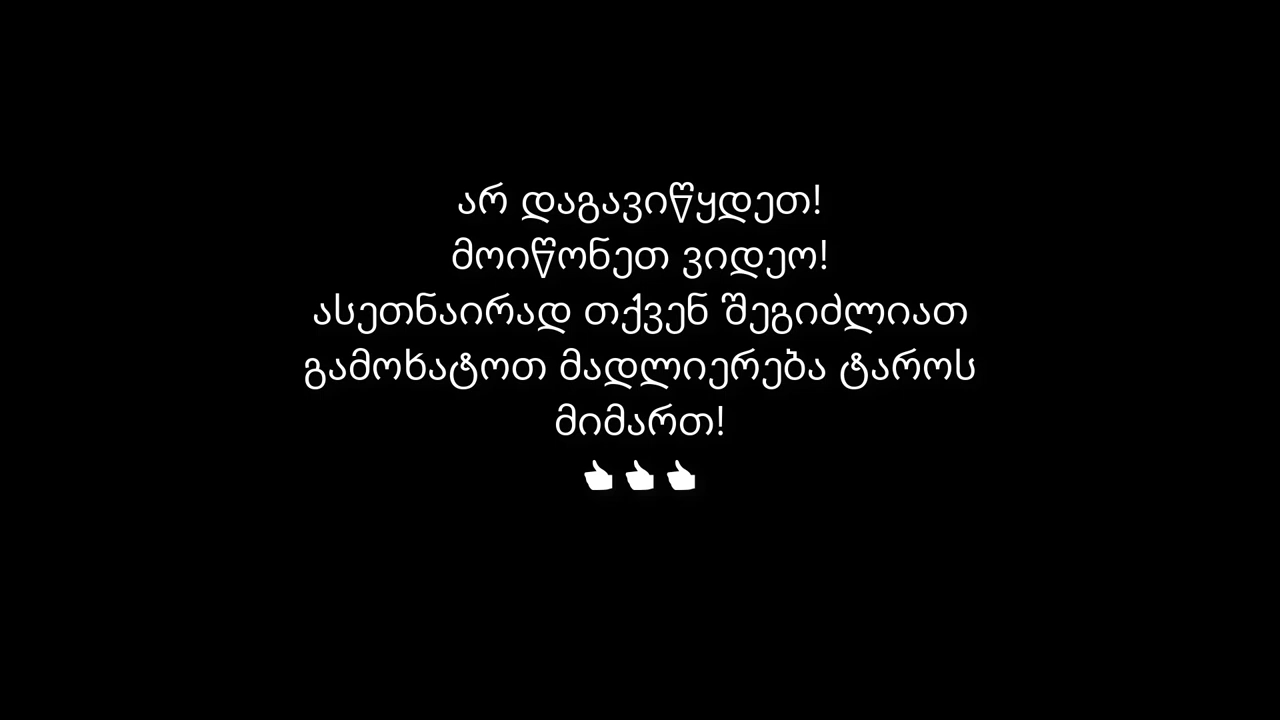 არ დაგავიწყდეთ!
მოიწონეთ ვიდეო!
ასეთნაირად თქვენ შეგიძლიათ
გამოხატოთ მადლიერება ტაროს
მიმართ!
👍👍👍